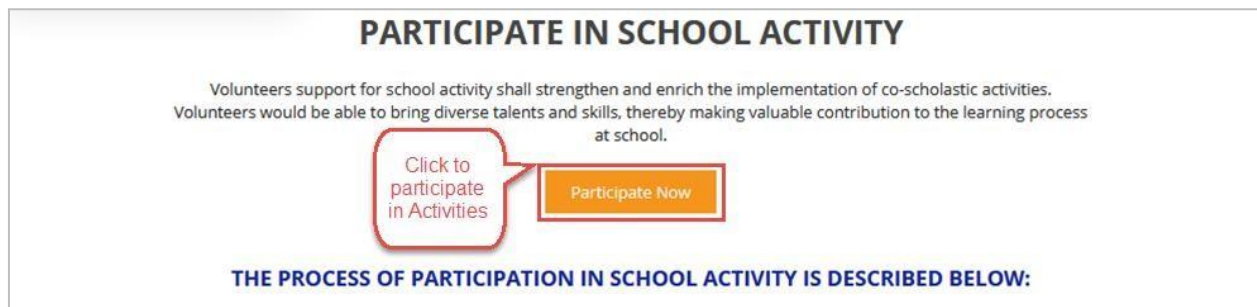 PARTICIPATE IN SCHOOL ACTIVITY
Volunteers support for school activity shall strengthen and enrich the implementation of co-scholastic activities.
Volunteers would be able to bring diverse talents and skills, thereby making valuable contribution to the learning process
at school.
Click to
participate
in Activities
Participate Now
THE PROCESS OF PARTICIPATION IN SCHOOL ACTIVITY IS DESCRIBED BELOW: